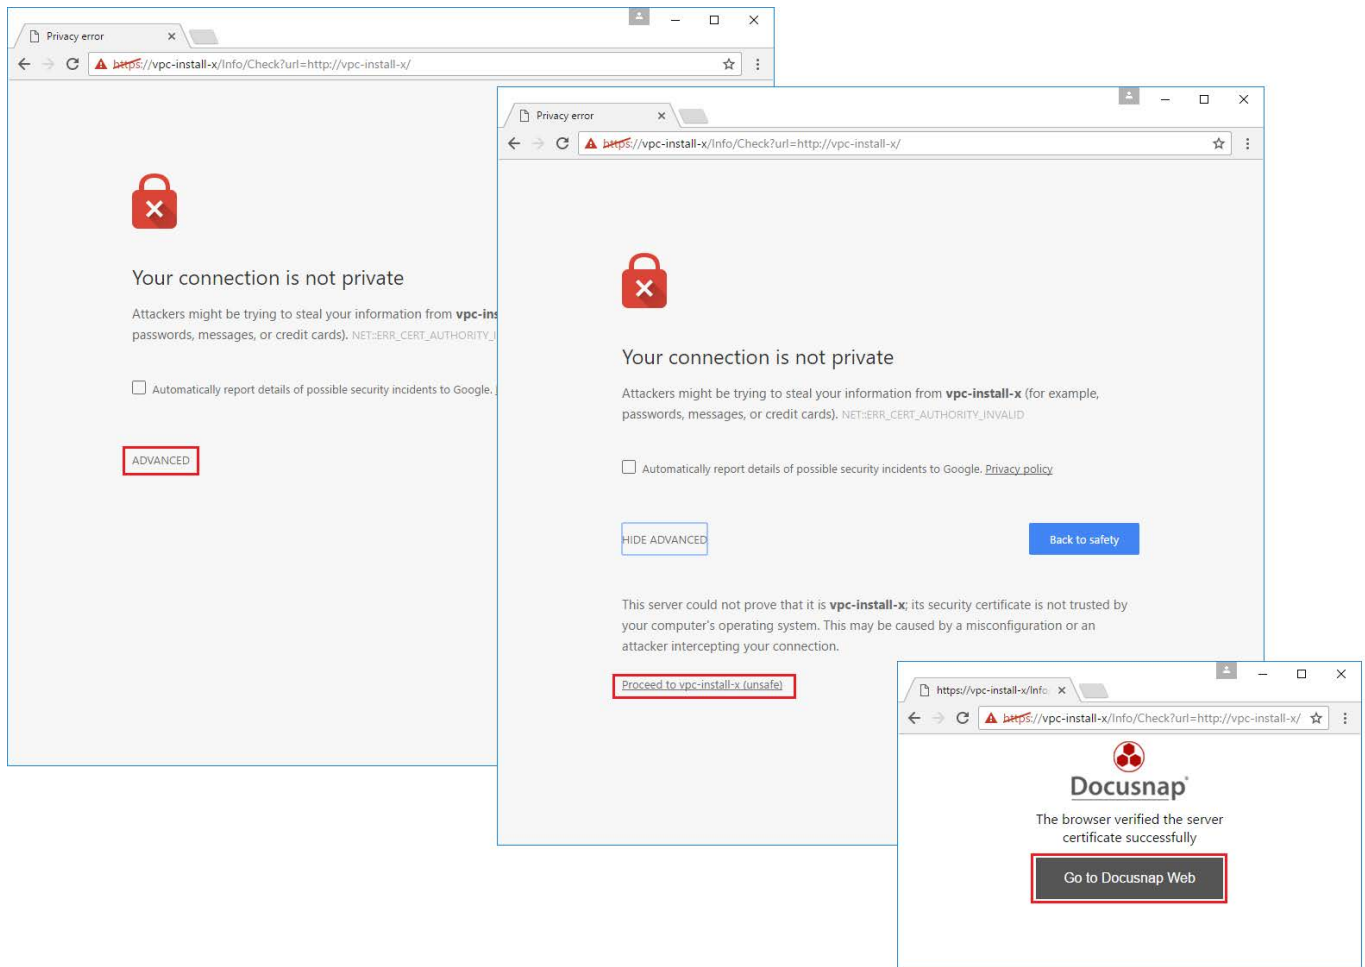 Privacy error
https://vpc-install-x/Info/Check?url=http://vpc-install-x/
Your connection is not private
Attackers might be trying to steal your information from vpc-ins
passwords, messages, or credit cards). NET::ERR_CERT_AUTHORITY_I
Automatically report details of possible security incidents to Google.
ADVANCED
Privacy error
https://vpc-install-x/Info/Check?url=http://vpc-install-x/
Your connection is not private
Attackers might be trying to steal your information from vpc-install-x (for example,
passwords, messages, or credit cards). NET::ERR_CERT_AUTHORITY_INVALID
Automatically report details of possible security incidents to Google. Privacy policy
HIDE ADVANCED
Back to safety
This server could not prove that it is vpc-install-x; its security certificate is not trusted by
your computer's operating system. This may be caused by a misconfiguration or an
attacker intercepting your connection.
Proceed to vpc-install-x (unsafe)
https://vpc-install-x/Info
https://vpc-install-x/Info/Check?url=http://vpc-install-x/
Docusnap®
The browser verified the server
certificate successfully
Go to Docusnap Web